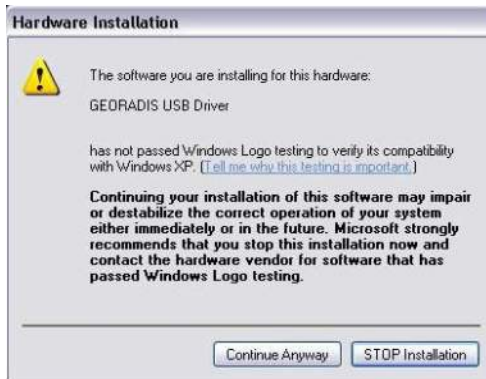 Hardware Installation
The software you are installing for this hardware:
GEORADIS USB Driver
has not passed Windows Logo testing to verify its compatibility
with Windows XP. (Tell me why this testing is important.)
Continuing your installation of this software may impair
or destabilize the correct operation of your system
either immediately or in the future. Microsoft strongly
recommends that you stop this installation now and
contact the hardware vendor for software that has
passed Windows Logo testing.
Continue Anyway
STOP Installation